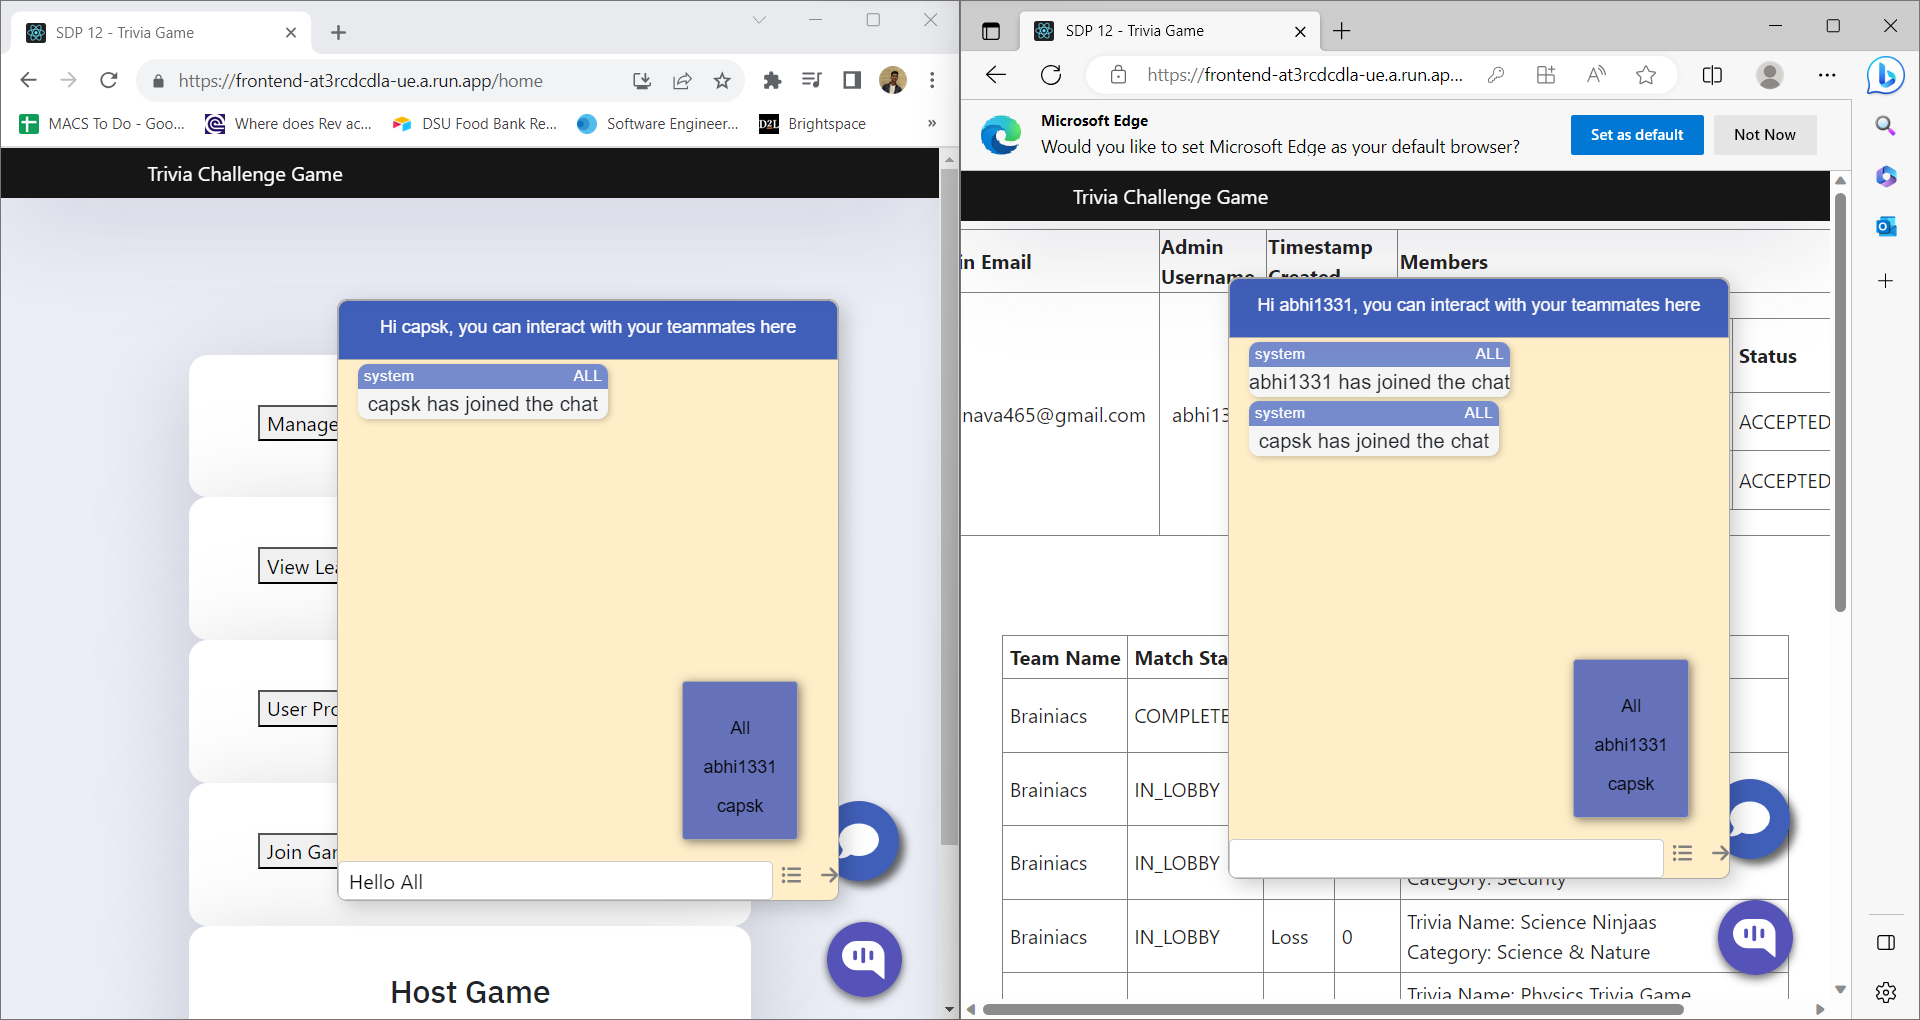 SDP 12 - Trivia Game
https://frontend-at3rcdcdla-ue.a.run.app/home
MACS To Do - Goo...
Where does Rev ac...
DSU Food Bank Re...
Software Engineer...
D2L
Brightspace
»
Trivia Challenge Game
Manage
View Lea
User Pro
Join Gar
Host Game
Hi capsk, you can interact with your teammates here
system ALL
capsk has joined the chat
All
abhi1331
capsk
Hello All
SDP 12 - Trivia Game
https://frontend-at3rcdcdla-ue.a.run.ap...
Microsoft Edge
Would you like to set Microsoft Edge as your default browser?
Set as default
Not Now
Trivia Challenge Game
in Email
Admin
Username
Timestamp
Created
Members
nava465@gmail.com
abhi13
Status
ACCEPTED
ACCEPTED
Hi abhi1331, you can interact with your teammates here
system ALL
abhi1331 has joined the chat
system ALL
capsk has joined the chat
All
abhi1331
capsk
Team Name Match Sta
Brainiacs COMPLETE
Brainiacs IN_LOBBY
Brainiacs IN_LOBBY
Category: Security
Brainiacs IN_LOBBY Loss 0
Trivia Name: Science Ninjaas
Category: Science & Nature
Trivia Name: Physics Trivia Game